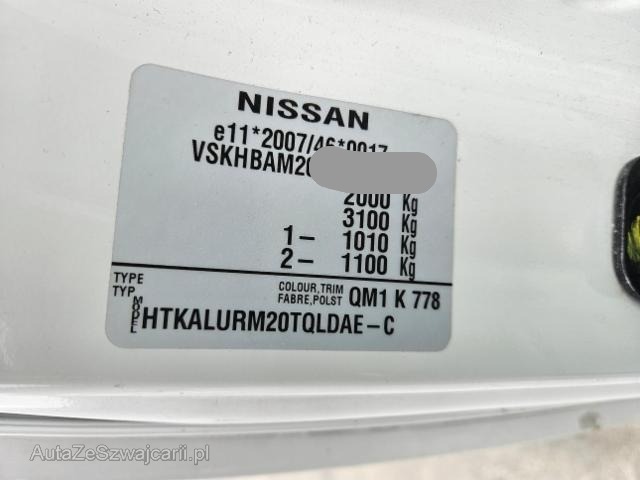 NISSAN
e11*2007/46*0017
VSKHBAM20
2000 Kg
3100 Kg
1- 1010 Kg
2- 1100 Kg
TYPE
TYP
COLOUR,TRIM
FABRE,POLST
QM1 K 778
MODEL
HTKALURM20TQLDAE-C
AutaZeSzwajcarii.pl